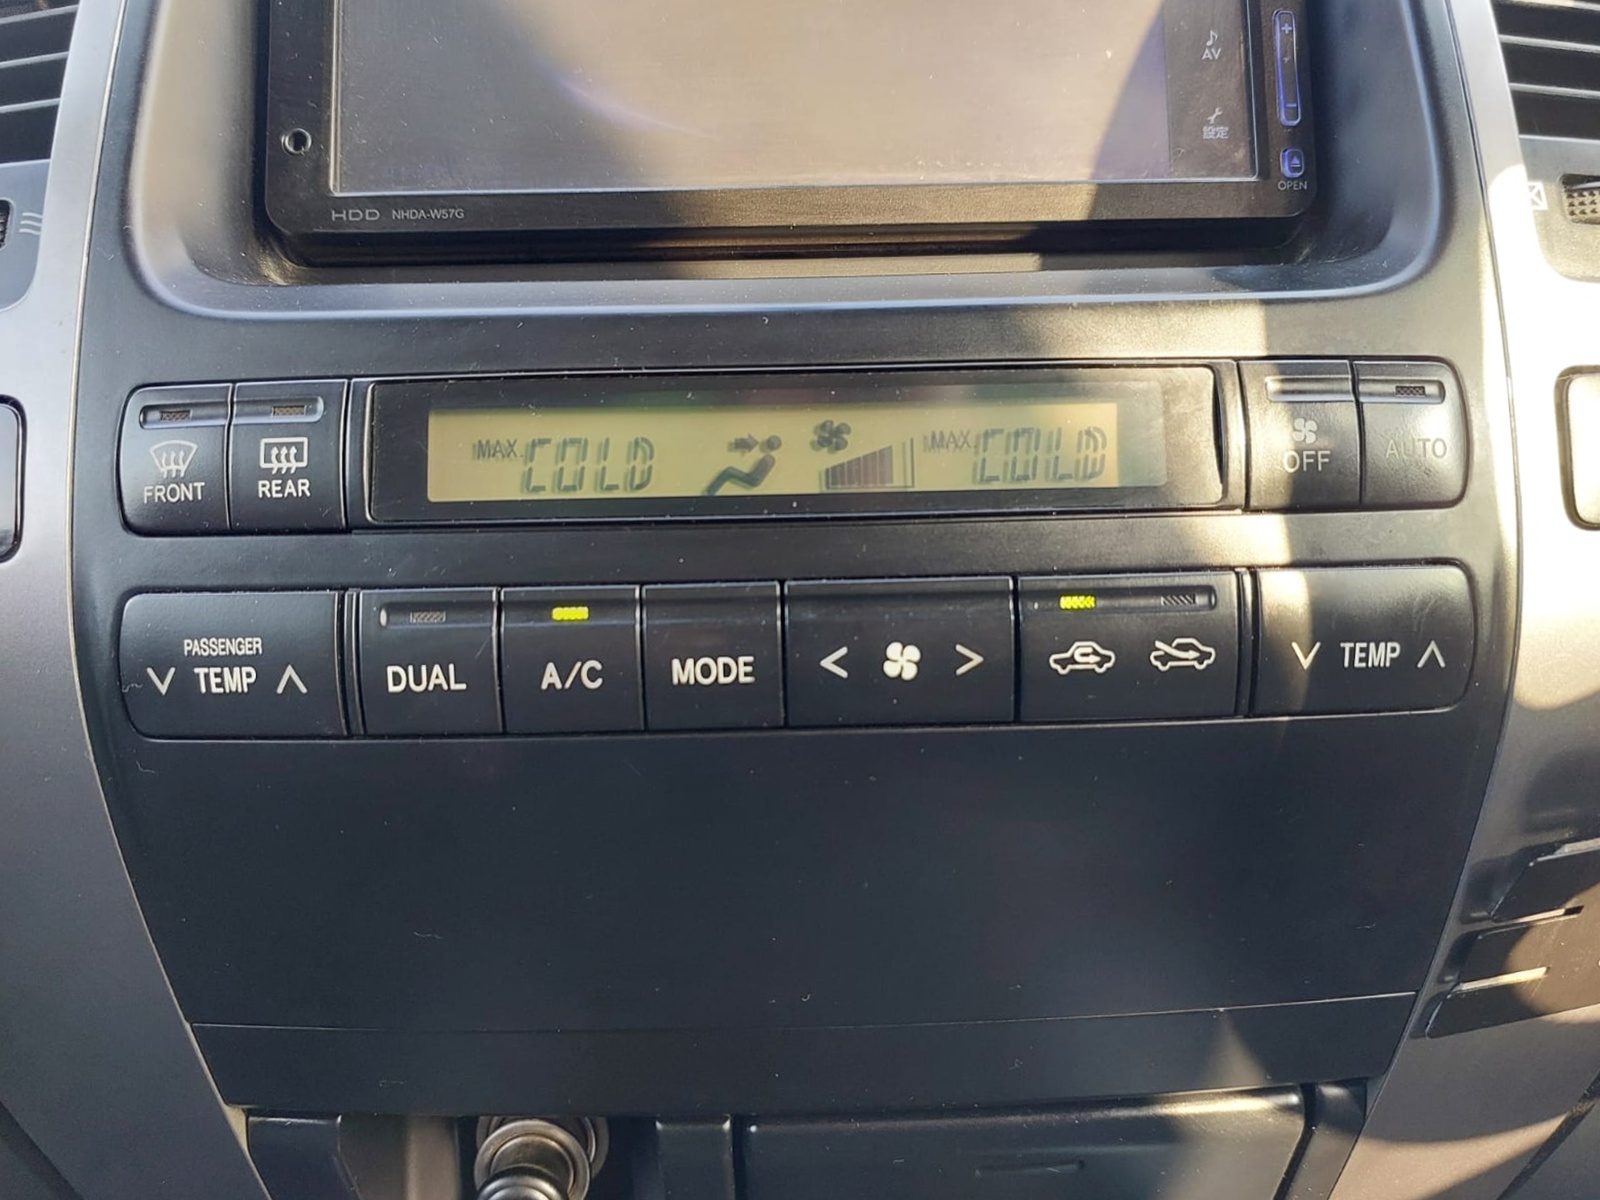 AV
設定
OPEN
HDD NHDA-W57G
MAX COLD MAX COLD
FRONT REAR OFF AUTO
PASSENGER
TEMP DUAL A/C MODE < > TEMP